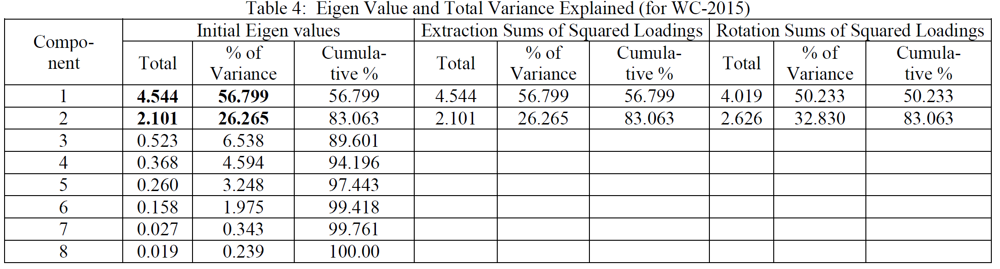 Table 4: Eigen Value and Total Variance Explained (for WC-2015)
Compo-
nent
Initial Eigen values
Extraction Sums of Squared Loadings
Rotation Sums of Squared Loadings
Total
% of
Variance
Cumula-
tive %
Total
% of
Variance
Cumula-
tive %
Total
% of
Variance
Cumula-
tive %
1 4.544 56.799 56.799 4.544 56.799 56.799 4.019 50.233 50.233
2 2.101 26.265 83.063 2.101 26.265 83.063 2.626 32.830 83.063
3 0.523 6.538 89.601
4 0.368 4.594 94.196
5 0.260 3.248 97.443
6 0.158 1.975 99.418
7 0.027 0.343 99.761
8 0.019 0.239 100.00